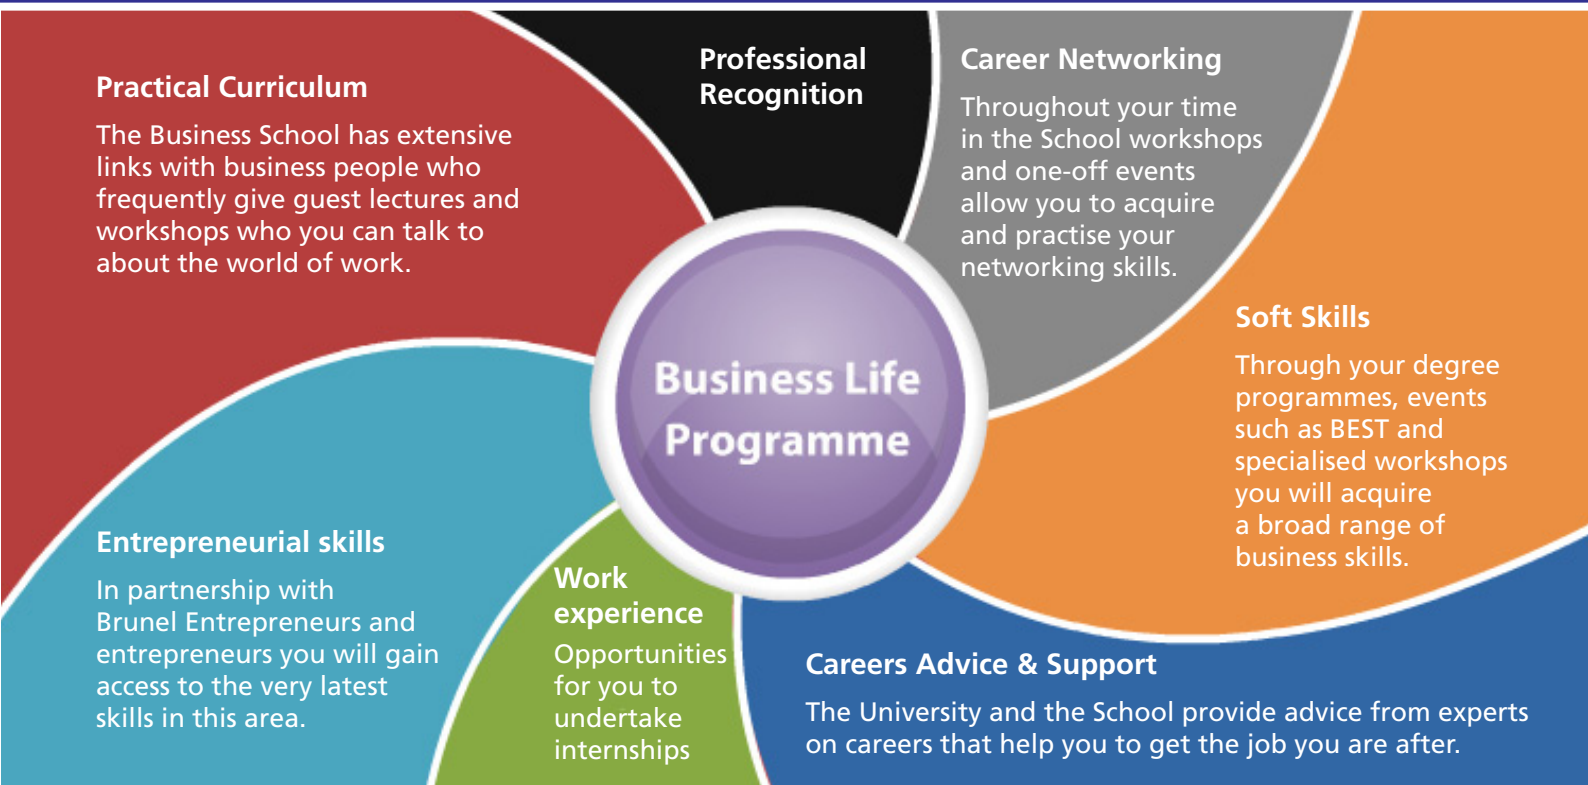 Practical Curriculum
The Business School has extensive
links with business people who
frequently give guest lectures and
workshops who you can talk to
about the world of work.
Professional
Recognition
Career Networking
Throughout your time
in the School workshops
and one-off events
allow you to acquire
and practise your
networking skills.
Soft Skills
Through your degree
programmes, events
such as BEST and
specialised workshops
you will acquire
a broad range of
business skills.
Business Life
Programme
Entrepreneurial skills
In partnership with
Brunel Entrepreneurs and
entrepreneurs you will gain
access to the very latest
skills in this area.
Work
experience
Opportunities
for you to
undertake
internships
Careers Advice & Support
The University and the School provide advice from experts
on careers that help you to get the job you are after.